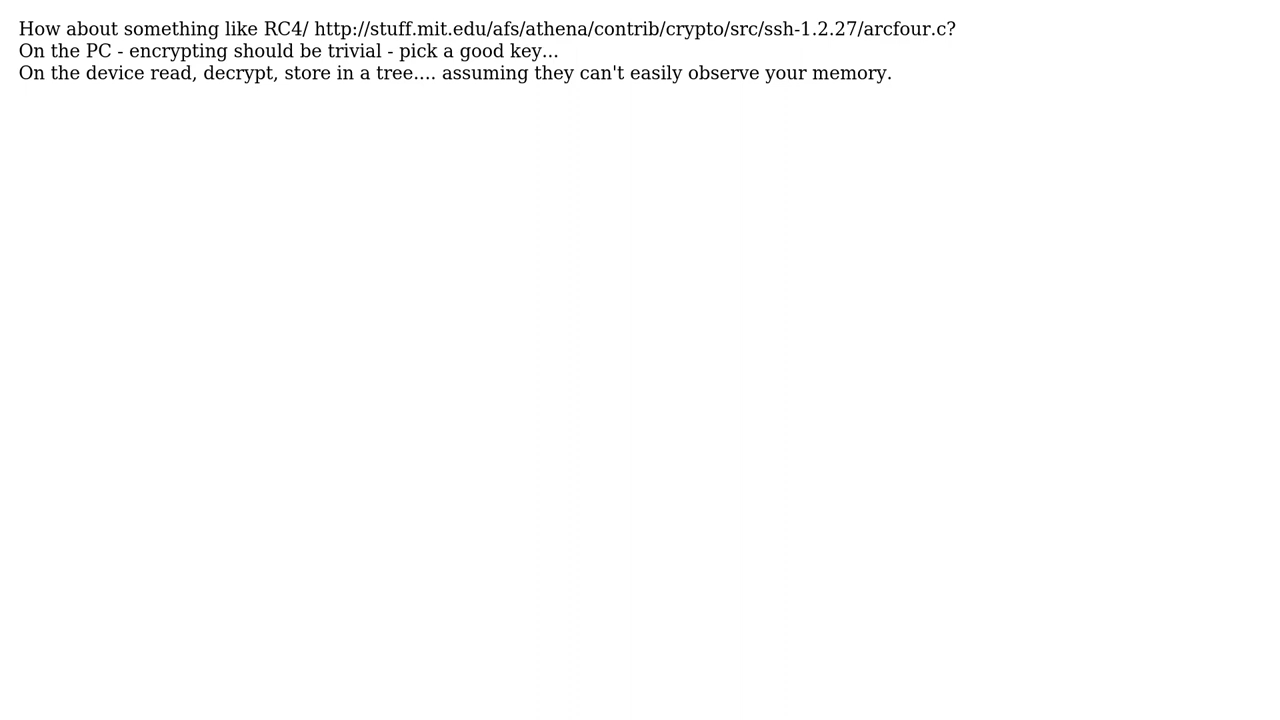 How about something like RC4/ http://stuff.mit.edu/afs/athena/contrib/crypto/src/ssh-1.2.27/arcfour.c?
On the PC - encrypting should be trivial - pick a good key...
On the device read, decrypt, store in a tree.... assuming they can't easily observe your memory.